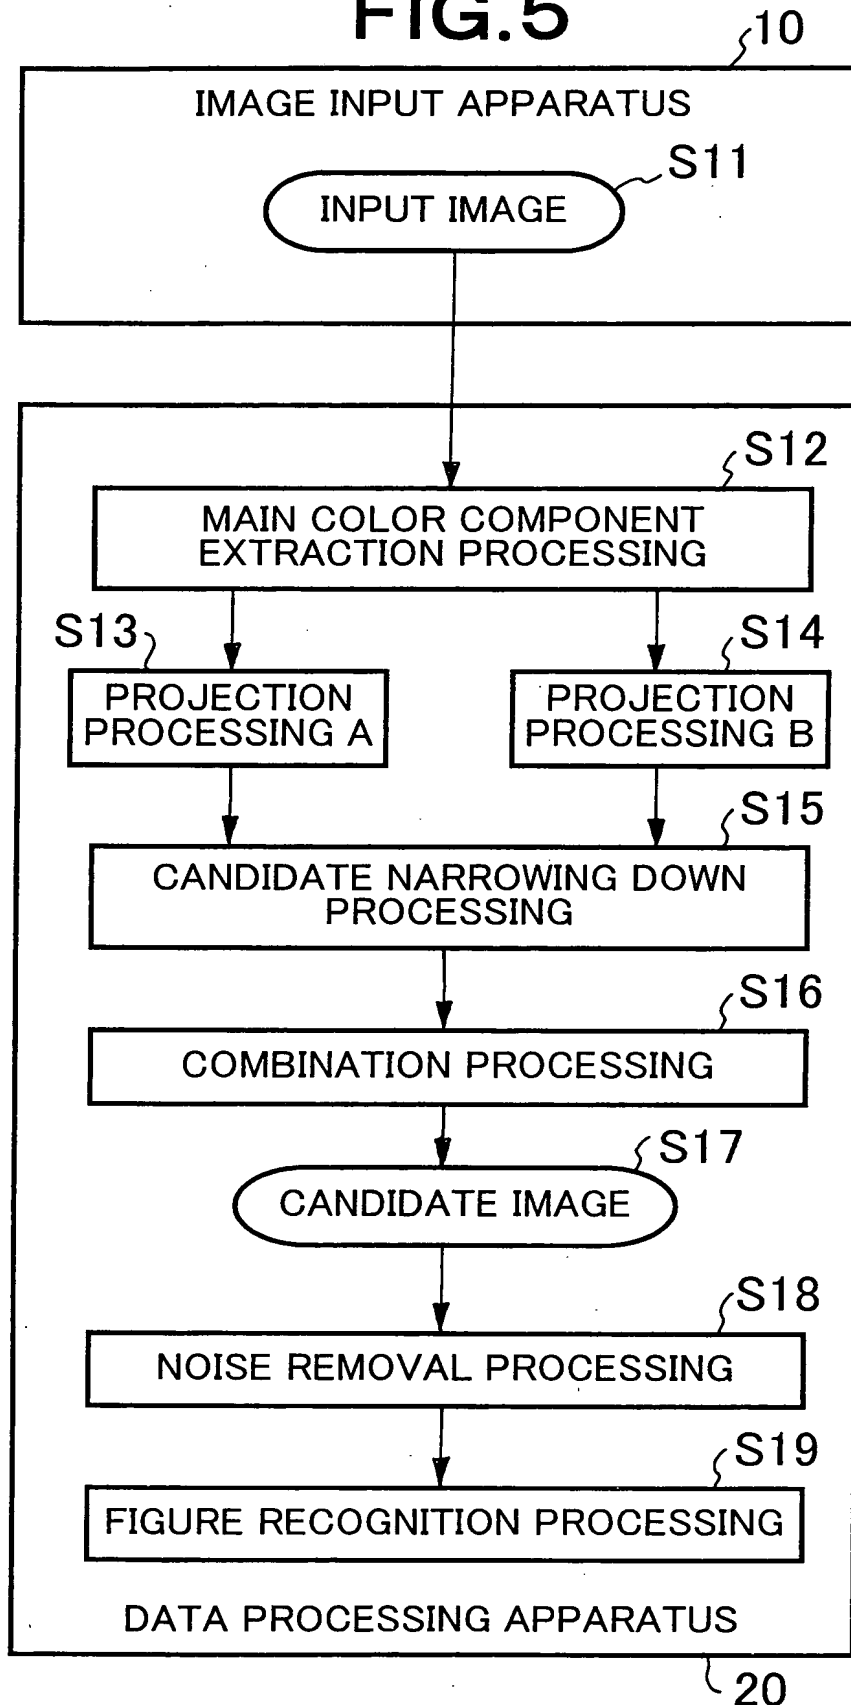 FIG.5
10
IMAGE INPUT APPARATUS
S11
INPUT IMAGE
S12
MAIN COLOR COMPONENT
EXTRACTION PROCESSING
S13
S14
PROJECTION
PROCESSING A
PROJECTION
PROCESSING B
S15
CANDIDATE NARROWING DOWN
PROCESSING
S16
COMBINATION PROCESSING
S17
CANDIDATE IMAGE
S18
NOISE REMOVAL PROCESSING
S19
FIGURE RECOGNITION PROCESSING
DATA PROCESSING APPARATUS
20